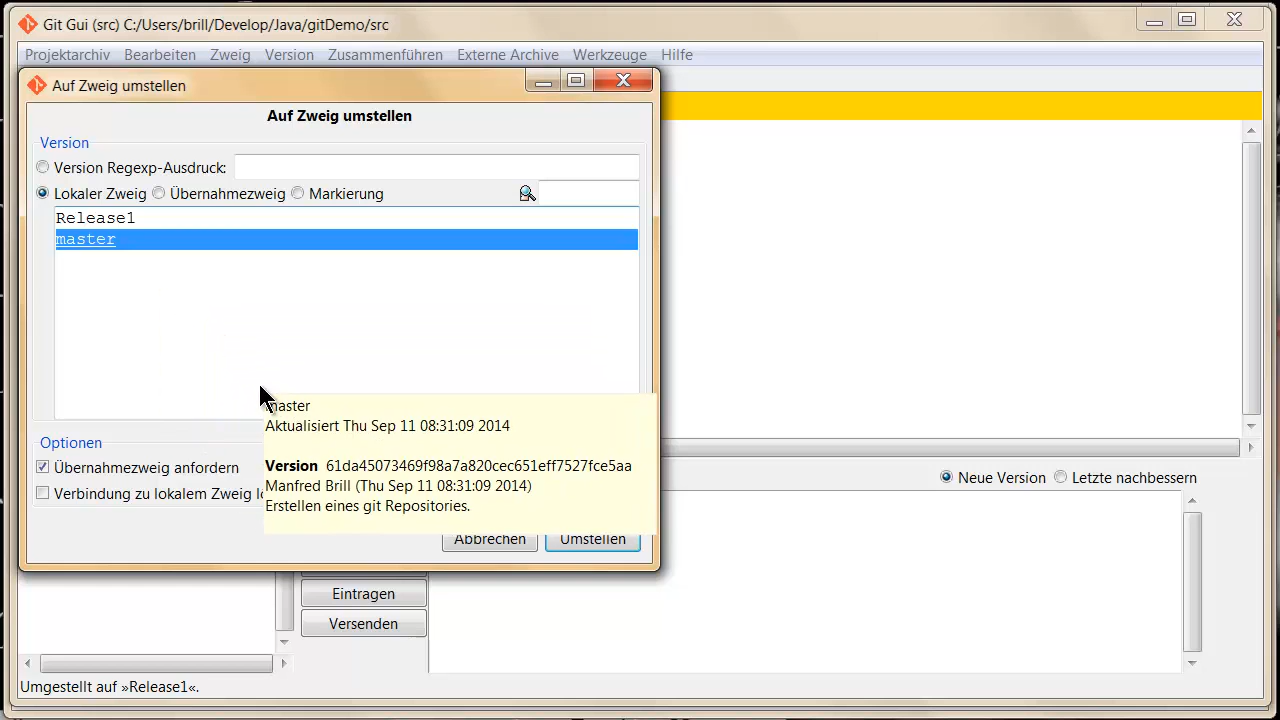 Git Gui (src) C:/Users/brill/Develop/Java/gitDemo/src
Projektarchiv Bearbeiten Zweig Version Zusammenführen Externe Archive Werkzeuge Hilfe
Auf Zweig umstellen
Auf Zweig umstellen
Version
Version Regexp-Ausdruck:
Lokaler Zweig Übernahmezweig Markierung
Release1
master
master
Aktualisiert Thu Sep 11 08:31:09 2014
Version 61da45073469f98a7a820cec651eff7527fce5aa
Manfred Brill (Thu Sep 11 08:31:09 2014)
Erstellen eines git Repositories.
Optionen
Übernahmezweig anfordern
Verbindung zu lokalem Zweig
Abbrechen Umstellen
Neue Version Letzte nachbessern
Eintragen
Versenden
Umgestellt auf »Release1«.